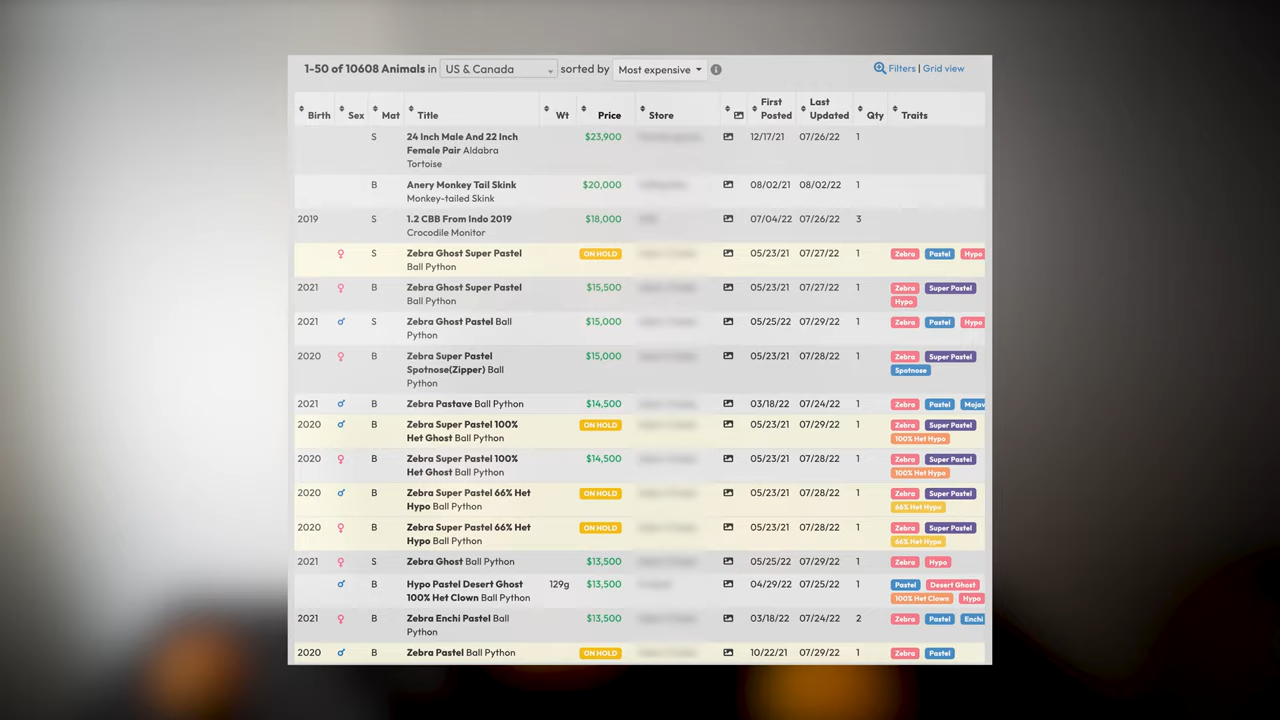 1-50 of 10608 Animals in US & Canada sorted by Most expensive Filters | Grid view
Birth Sex Mat Title Wt Price Store First Posted Last Updated Qty Traits
S 24 Inch Male And 22 Inch $23,900 12/17/21 07/26/22 1
Female Pair Aldabra
Tortoise
B Anery Monkey Tail Skink $20,000 08/02/21 08/02/22 1
Monkey-tailed Skink
2019 S 1.2 CBB From Indo 2019 $18,000 07/04/22 07/26/22 3
Crocodile Monitor
♀ S Zebra Ghost Super Pastel ON HOLD 05/23/21 07/27/22 1 Zebra Pastel Hypo
Ball Python
2021 ♀ B Zebra Ghost Super Pastel $15,500 05/23/21 07/27/22 1 Zebra Super Pastel
Ball Python Hypo
2021 ♂ S Zebra Ghost Pastel Ball $15,000 05/25/22 07/29/22 1 Zebra Pastel Hypo
Python
2020 ♀ B Zebra Super Pastel $15,000 05/23/21 07/28/22 1 Zebra Super Pastel
Spotnose(Zipper) Ball Spotnose
Python
2021 ♂ B Zebra Pastave Ball Python $14,500 03/18/22 07/24/22 1 Zebra Pastel Mojav
2020 ♂ B Zebra Super Pastel 100% ON HOLD 05/23/21 07/29/22 1 Zebra Super Pastel
Het Ghost Ball Python 100% Het Hypo
2020 ♀ B Zebra Super Pastel 100% $14,500 05/23/21 07/29/22 1 Zebra Super Pastel
Het Ghost Ball Python 100% Het Hypo
2020 ♂ B Zebra Super Pastel 66% Het ON HOLD 05/23/21 07/28/22 1 Zebra Super Pastel
Hypo Ball Python 66% Het Hypo
2020 ♀ B Zebra Super Pastel 66% Het ON HOLD 05/23/21 07/28/22 1 Zebra Super Pastel
Hypo Ball Python 66% Het Hypo
2021 ♀ S Zebra Ghost Ball Python $13,500 05/25/22 07/29/22 1 Zebra Hypo
♂ B Hypo Pastel Desert Ghost 129g $13,500 04/29/22 07/25/22 1 Pastel Desert Ghost
100% Het Clown Ball Python 100% Het Clown Hypo
2021 ♀ B Zebra Enchi Pastel Ball $13,500 03/18/22 07/24/22 2 Zebra Pastel Enchi
Python
2020 ♂ B Zebra Pastel Ball Python ON HOLD 10/22/21 07/29/22 1 Zebra Pastel